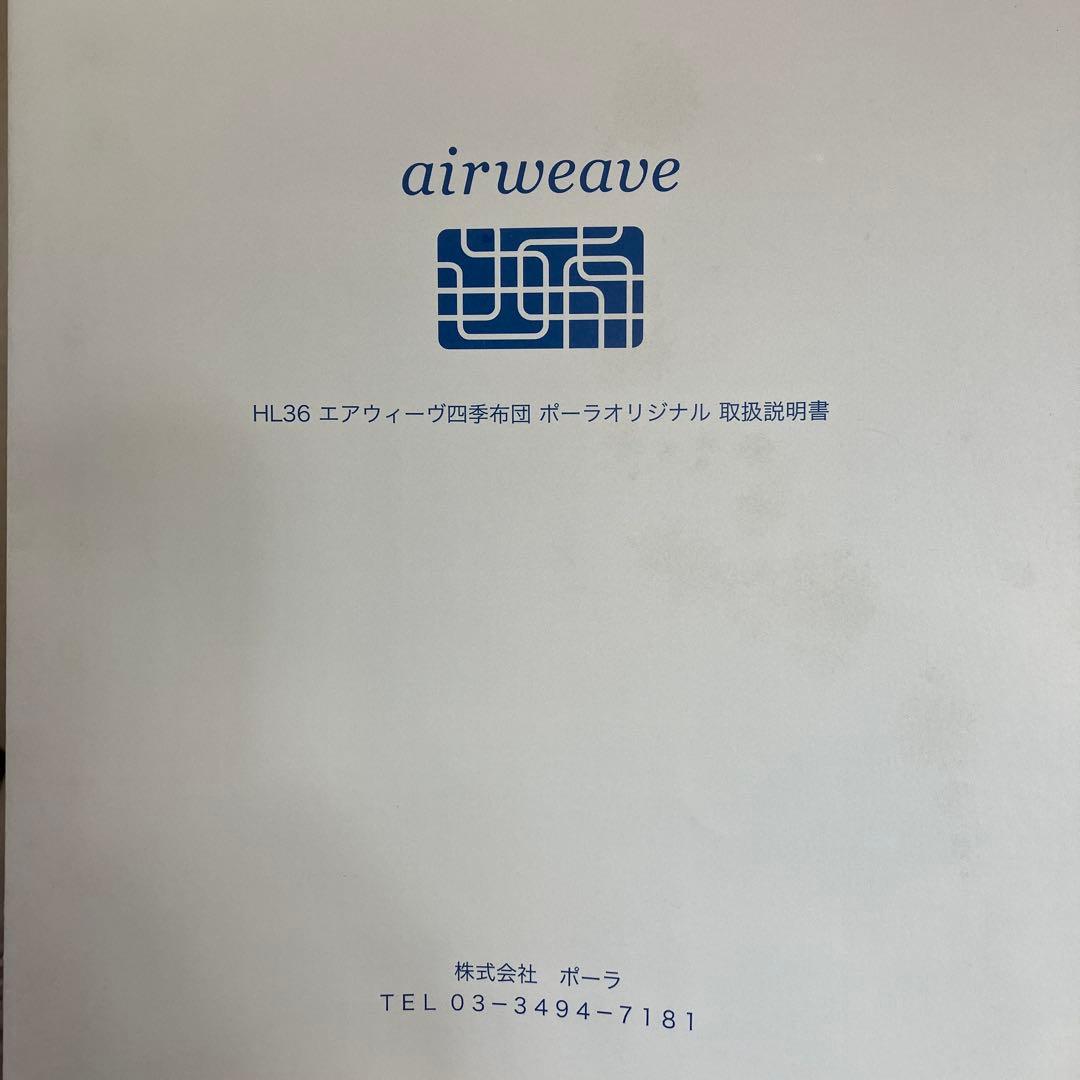 airweave
HL36 エアウィーヴ四季布団 ポーラオリジナル 取扱説明書
株式会社　ポーラ
TEL 03－3494－7181